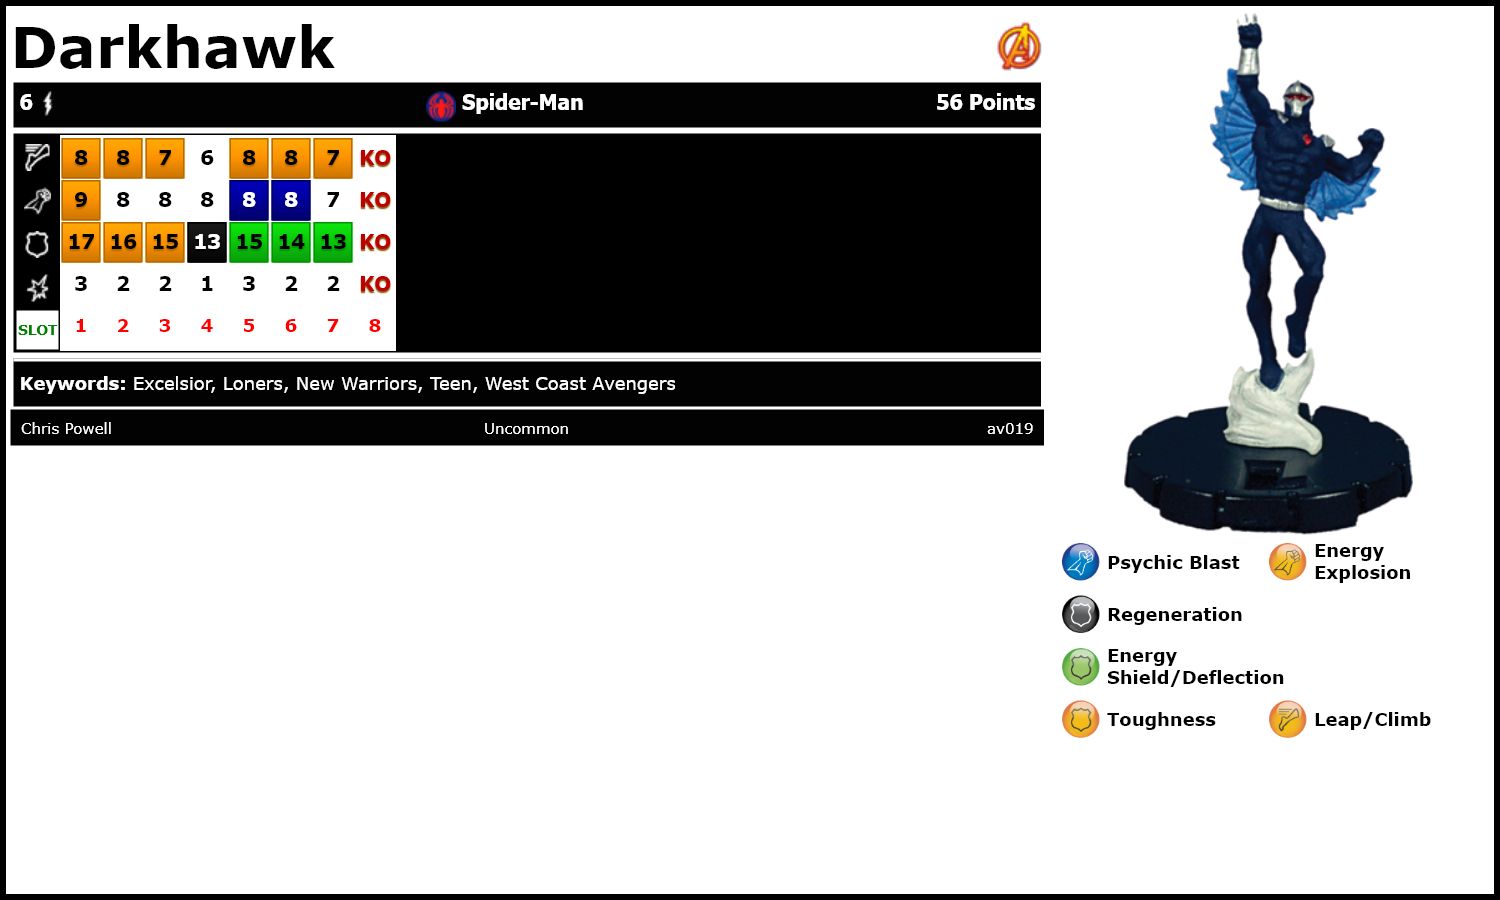 Darkhawk
6 Spider-Man 56 Points
8 8 7 6 8 8 7 KO
9 8 8 8 8 8 7 KO
17 16 15 13 15 14 13 KO
3 2 2 1 3 2 2 KO
SLOT 1 2 3 4 5 6 7 8
Keywords: Excelsior, Loners, New Warriors, Teen, West Coast Avengers
Chris Powell Uncommon av019
Psychic Blast
Energy
Explosion
Regeneration
Energy
Shield/Deflection
Toughness
Leap/Climb